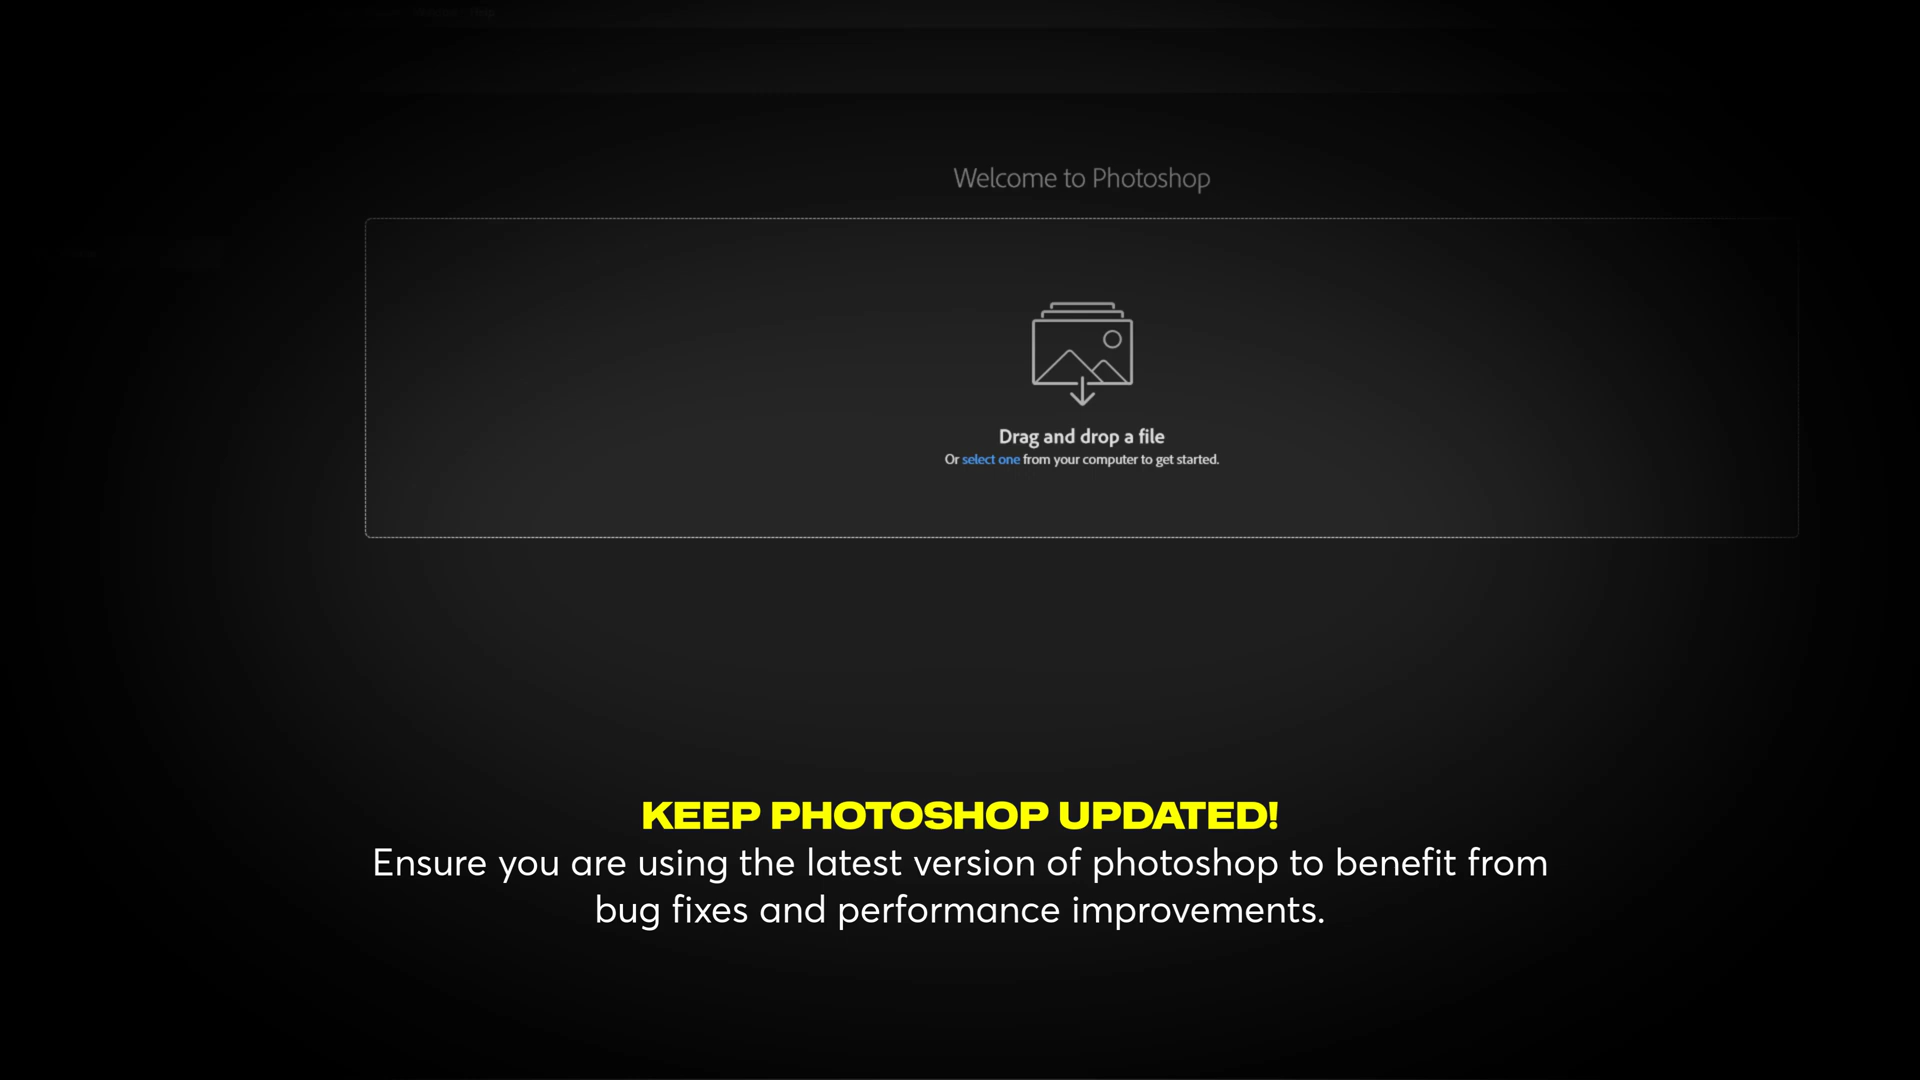 Help
Welcome to Photoshop
Drag and drop a file
Or select one from your computer to get started.
KEEP PHOTOSHOP UPDATED!
Ensure you are using the latest version of photoshop to benefit from
bug fixes and performance improvements.